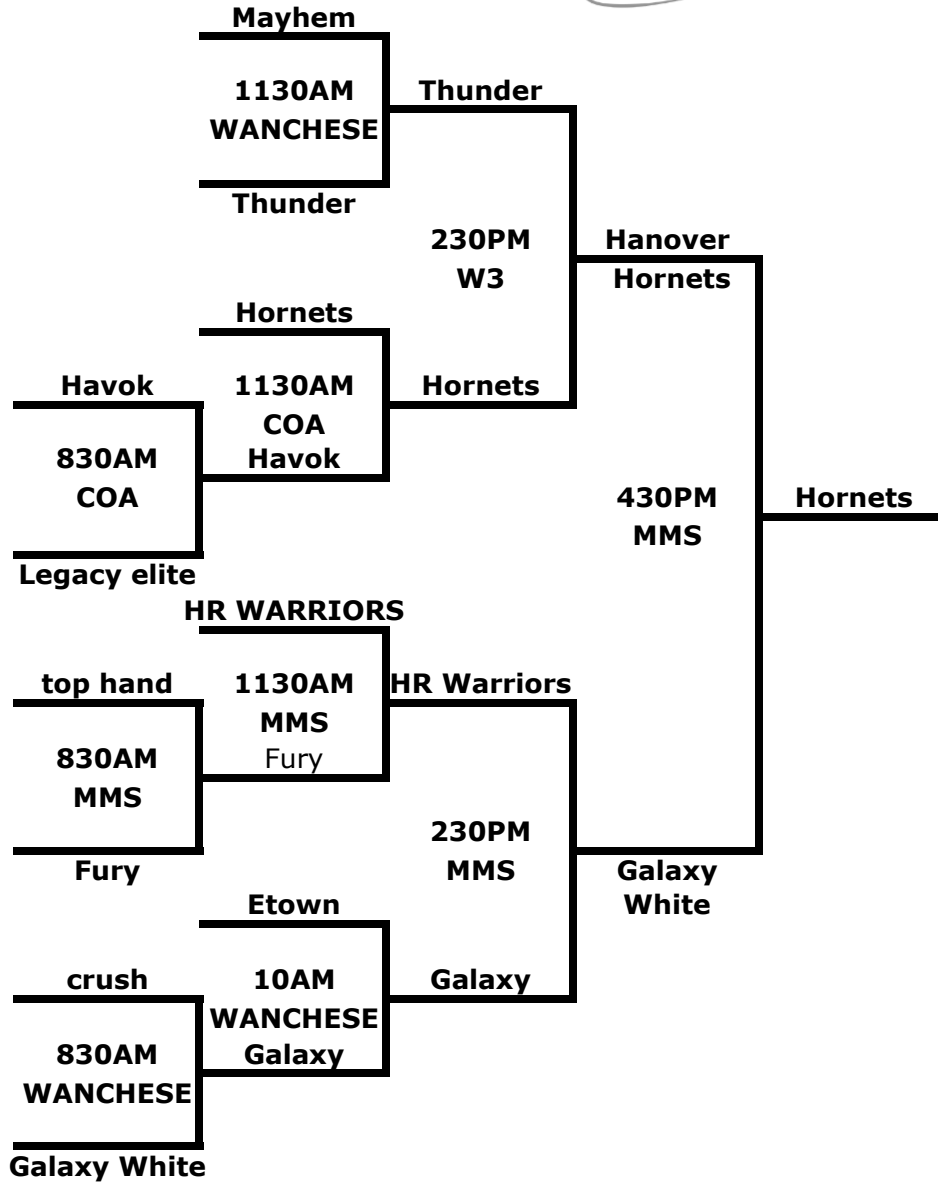 Mayhem
1130AM
WANCHESE
Thunder
Thunder
230PM
W3
Hanover
Hornets
Hornets
1130AM
COA
Havok
Hornets
Havok
830AM
COA
Legacy elite
430PM
MMS
Hornets
HR WARRIORS
1130AM
MMS
Fury
HR Warriors
top hand
830AM
MMS
Fury
230PM
MMS
Galaxy
White
Etown
10AM
WANCHESE
Galaxy
Galaxy
crush
830AM
WANCHESE
Galaxy White